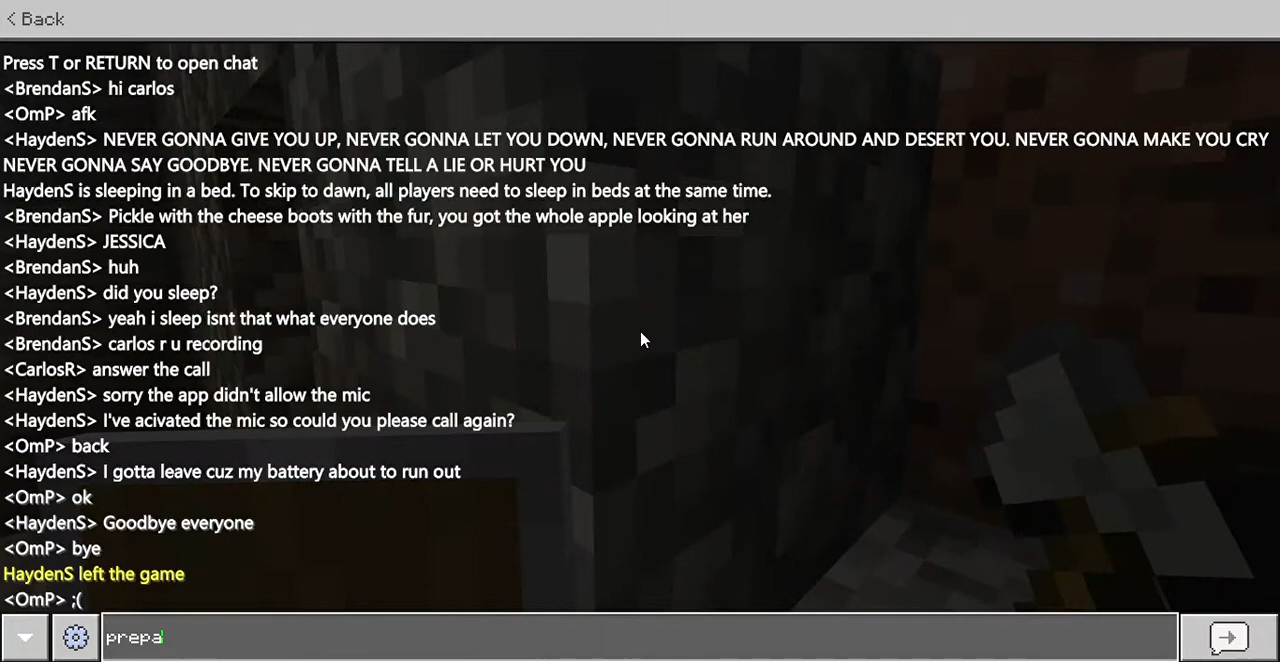 Back
Press T or RETURN to open chat
<BrendanS> hi carlos
<OmP> afk
<HaydenS> NEVER GONNA GIVE YOU UP, NEVER GONNA LET YOU DOWN, NEVER GONNA RUN AROUND AND DESERT YOU. NEVER GONNA MAKE YOU CRY
NEVER GONNA SAY GOODBYE. NEVER GONNA TELL A LIE OR HURT YOU
HaydenS is sleeping in a bed. To skip to dawn, all players need to sleep in beds at the same time.
<BrendanS> Pickle with the cheese boots with the fur, you got the whole apple looking at her
<HaydenS> JESSICA
<BrendanS> huh
<HaydenS> did you sleep?
<BrendanS> yeah i sleep isnt that what everyone does
<BrendanS> carlos r u recording
<CarlosR> answer the call
<HaydenS> sorry the app didn't allow the mic
<HaydenS> I've acivated the mic so could you please call again?
<OmP> back
<HaydenS> I gotta leave cuz my battery about to run out
<OmP> ok
<HaydenS> Goodbye everyone
<OmP> bye
HaydenS left the game
<OmP> ;(
prepa